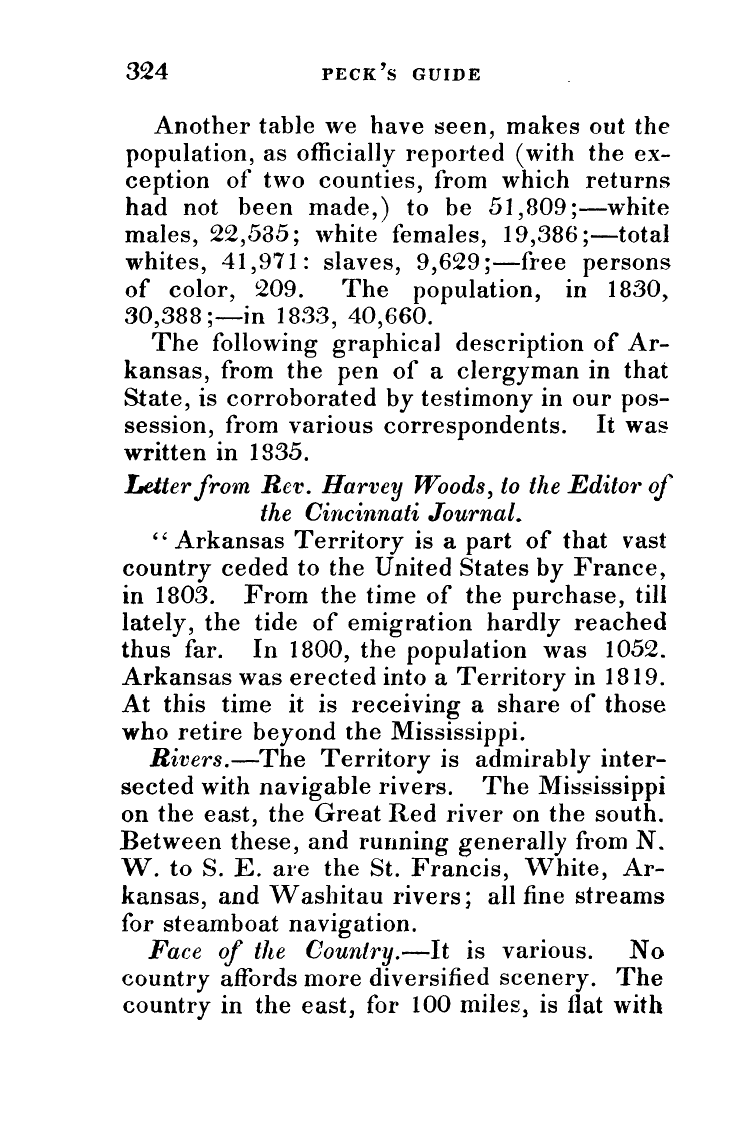 324 PECK'S GUIDE
Another table we have seen, makes out the
population, as officially reported (with the ex-
ception of two counties, from which returns
had not been made,) to be 51,809;—white
males, 22,535; white females, 19,386;—total
whites, 41,971: slaves, 9,629;—free persons
of color, 209. The population, in 1830,
30,388;—in 1833, 40,660.
The following graphical description of Ar-
kansas, from the pen of a clergyman in that
State, is corroborated by testimony in our pos-
session, from various correspondents. It was
written in 1835.
Letter from Rev. Harvey Woods, to the Editor of
the Cincinnati Journal.
"Arkansas Territory is a part of that vast
country ceded to the United States by France,
in 1803. From the time of the purchase, till
lately, the tide of emigration hardly reached
thus far. In 1800, the population was 1052.
Arkansas was erected into a Territory in 1819.
At this time it is receiving a share of those
who retire beyond the Mississippi.
Rivers.—The Territory is admirably inter-
sected with navigable rivers. The Mississippi
on the east, the Great Red river on the south.
Between these, and running generally from N.
W. to S. E. are the St. Francis, White, Ar-
kansas, and Washitau rivers; all fine streams
for steamboat navigation.
Face of the Country.—It is various. No
country affords more diversified scenery. The
country in the east, for 100 miles, is flat with